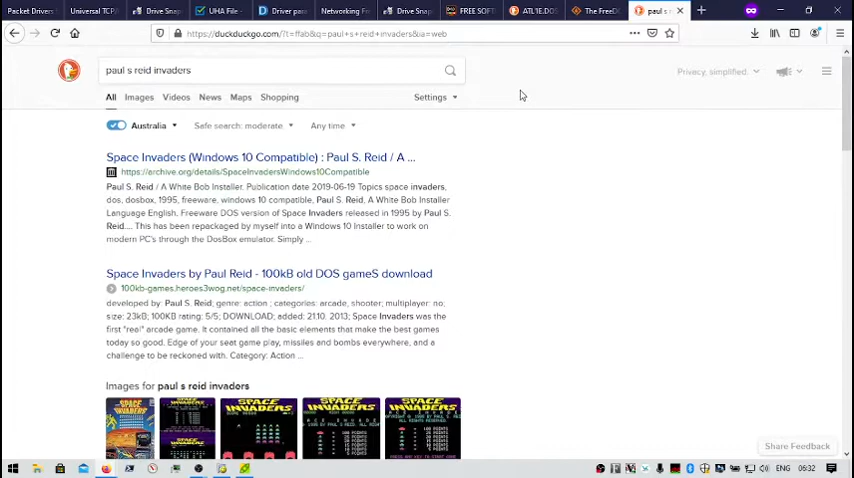 Packet Drivers
Universal TCP/
Drive Snap
UHA File -
Driver para
Networking Fr
Drive Snap
FREE SOFT
ATL1E.DOS
The FreeD
paul s
https://duckduckgo.com/?t=ffab&q=paul+s+reid+invaders&ia=web
paul s reid invaders
Privacy, simplified.
All Images Videos News Maps Shopping Settings
Australia Safe search: moderate Any time
Space Invaders (Windows 10 Compatible) : Paul S. Reid / A ...
https://archive.org/details/SpaceInvadersWindows10Compatible
Paul S. Reid / A White Bob Installer. Publication date 2019-06-19 Topics space invaders,
dos, dosbox, 1995, freeware, windows 10 compatible, Paul S. Reid, A White Bob Installer
Language English. Freeware DOS version of Space Invaders released in 1995 by Paul S.
Reid.... This has been repackaged by myself into a Windows 10 Installer to work on
modern PC's through the DosBox emulator. Simply ...
Space Invaders by Paul Reid - 100kB old DOS gameS download
100kb-games.heroes3wog.net/space-invaders/
developed by: Paul S. Reid; genre: action ; categories: arcade, shooter; multiplayer: no;
size: 23kB; 100KB rating: 5/5; DOWNLOAD; added: 21.10. 2013; Space Invaders was the
first "real" arcade game. It contained all the basic elements that make the best games
today so good. Edge of your seat game play, missiles and bombs everywhere, and a
challenge to be reckoned with. Category: Action ...
Images for paul s reid invaders
SPACE INVADERS
SPACE INVADERS
SPACE INVADERS
SPACE INVADERS
Share Feedback
ENG 06:32